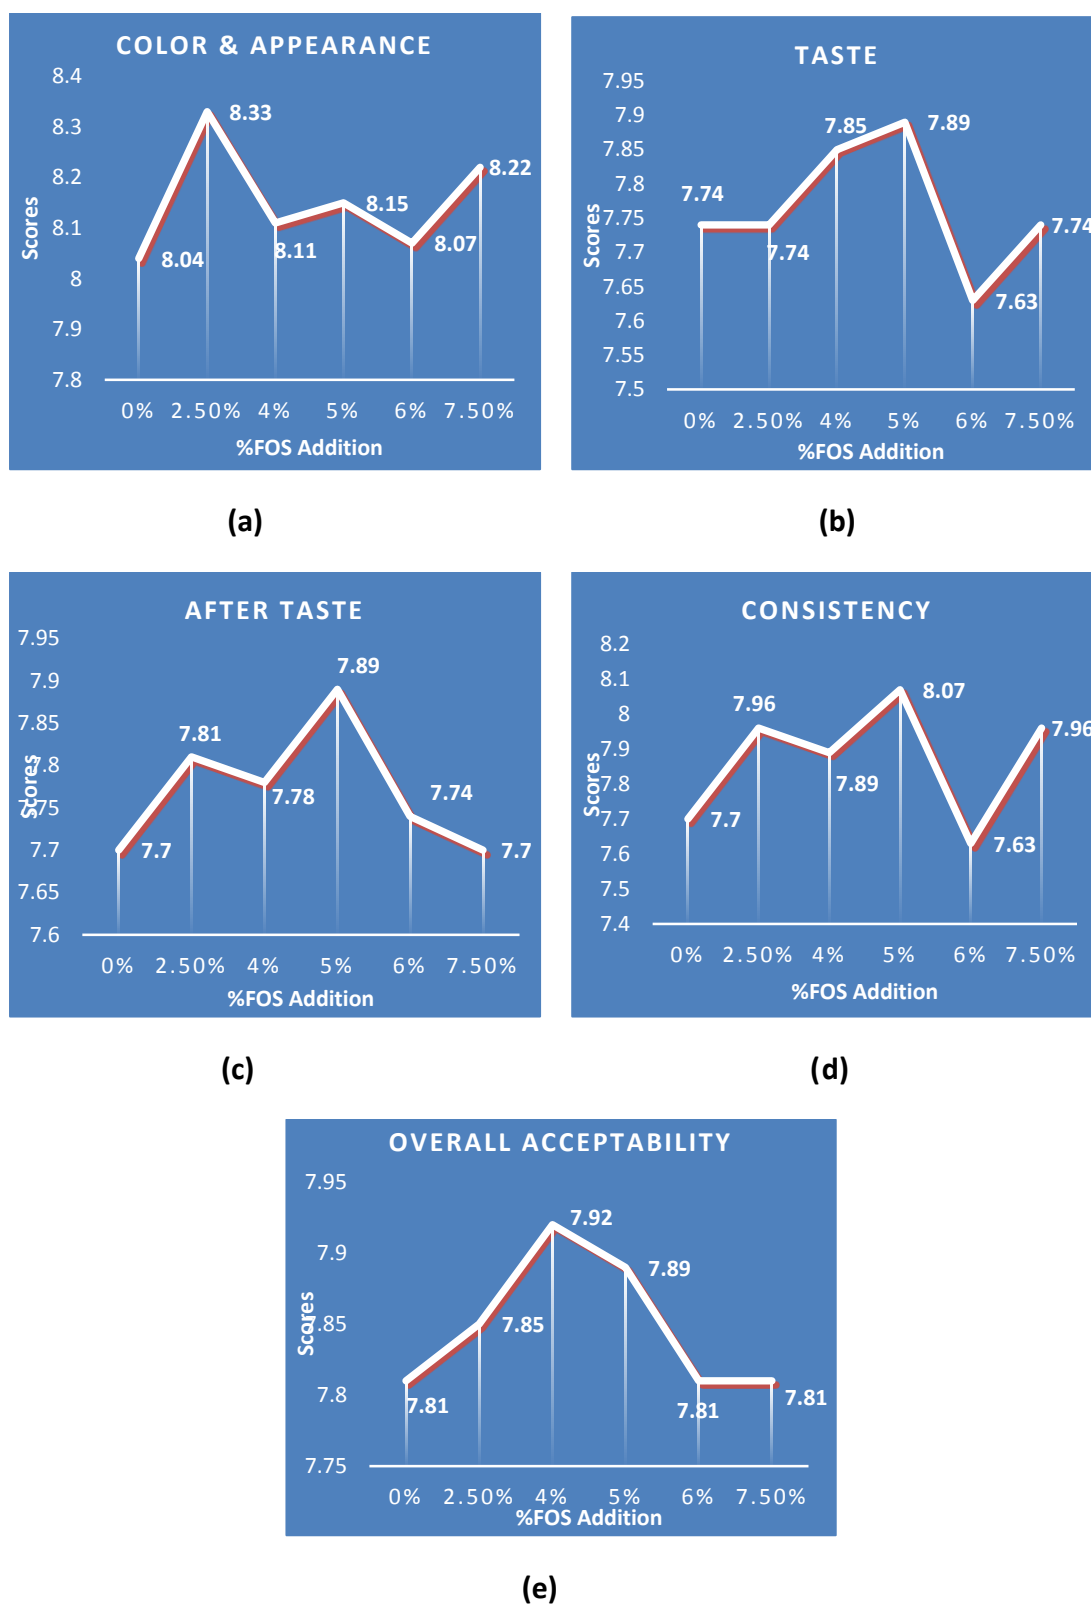 COLOR & APPEARANCE
8.4
8.3
8.2
8.1
8
7.9
7.8
Scores
8.04
8.33
8.11
8.15
8.07
8.22
0% 2.50% 4% 5% 6% 7.50%
%FOS Addition
(a)
TASTE
7.95
7.9
7.85
7.8
7.75
7.7
7.65
7.6
7.55
7.5
Scores
7.74
7.74
7.85
7.89
7.63
7.74
0% 2.50% 4% 5% 6% 7.50%
%FOS Addition
(b)
AFTER TASTE
7.95
7.9
7.85
7.8
7.75
7.7
7.65
7.6
Scores
7.7
7.81
7.78
7.89
7.74
7.7
0% 2.50% 4% 5% 6% 7.50%
%FOS Addition
(c)
CONSISTENCY
8.2
8.1
8
7.9
7.8
7.7
7.6
7.5
7.4
Scores
7.7
7.96
7.89
8.07
7.63
7.96
0% 2.50% 4% 5% 6% 7.50%
%FOS Addition
(d)
OVERALL ACCEPTABILITY
7.95
7.9
7.85
7.8
7.75
Scores
7.81
7.85
7.92
7.89
7.81
7.81
0% 2.50% 4% 5% 6% 7.50%
%FOS Addition
(e)